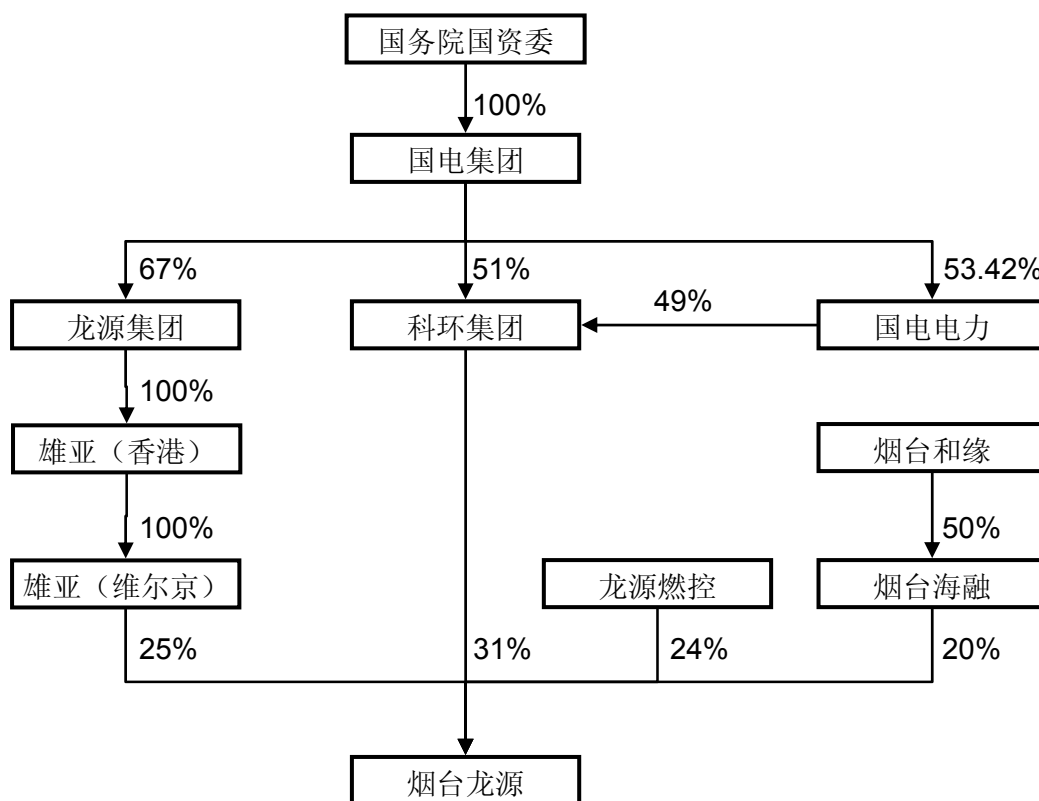 国务院国资委
100%
国电集团
67%
51%
53.42%
龙源集团
科环集团
49%
国电电力
100%
雄亚（香港）
烟台和缘
100%
50%
雄亚（维尔京）
龙源燃控
烟台海融
25%
31%
24%
20%
烟台龙源